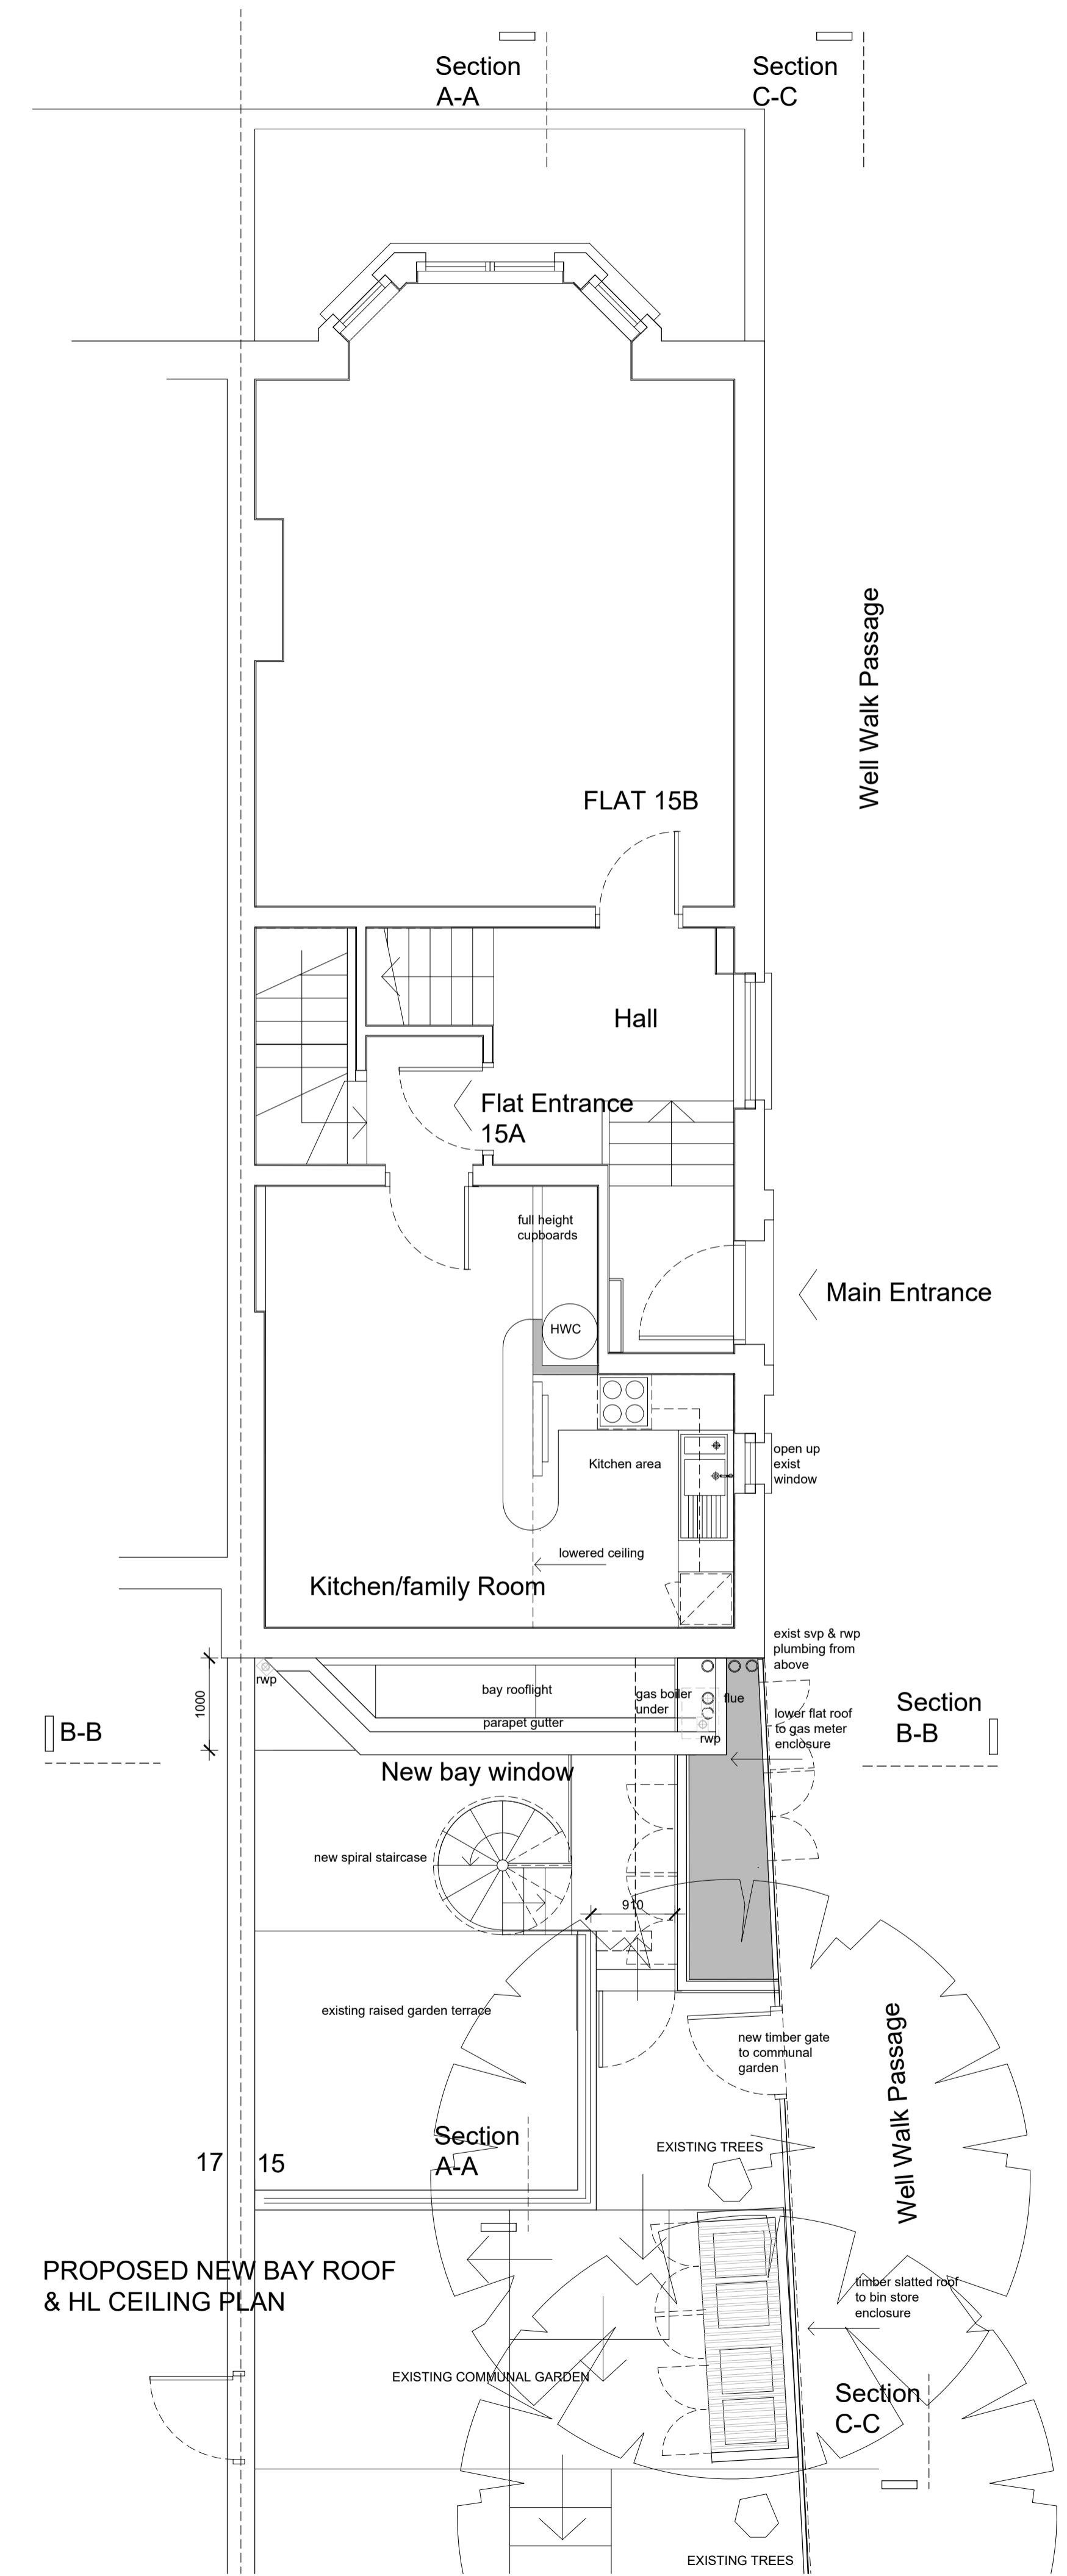 Section
A-A
Section
C-C
Well Walk Passage
FLAT 15B
Hall
Flat Entrance
15A
full height
cupboards
HWC
Main Entrance
open up
exist
window
Kitchen area
lowered ceiling
Kitchen/family Room
exist svp & rwp
plumbing from
above
rwp
1000
bay rooflight
gas boiler
under
flue
parapet gutter
rwp
lower flat roof
to gas meter
enclosure
Section
B-B
B-B
New bay window
new spiral staircase
910
existing raised garden terrace
new timber gate
to communal
garden
Well Walk Passage
Section
A-A
EXISTING TREES
17
15
PROPOSED NEW BAY ROOF
& HL CEILING PLAN
timber slatted roof
to bin store
enclosure
EXISTING COMMUNAL GARDEN
Section
C-C
EXISTING TREES